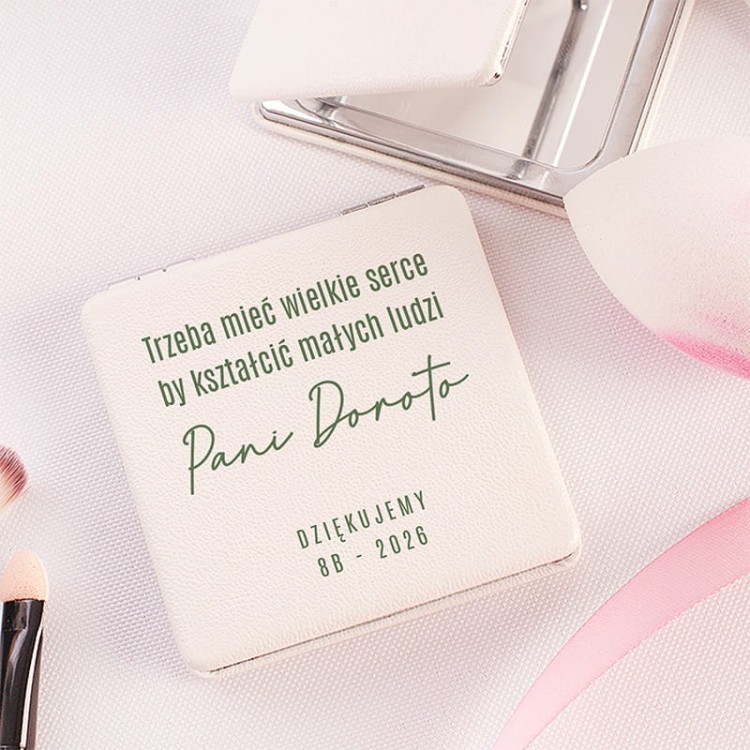 Trzeba mieć wielkie serce
by kształcić małych ludzi
Pani Doroto
DZIĘKUJEMY
8B - 2026